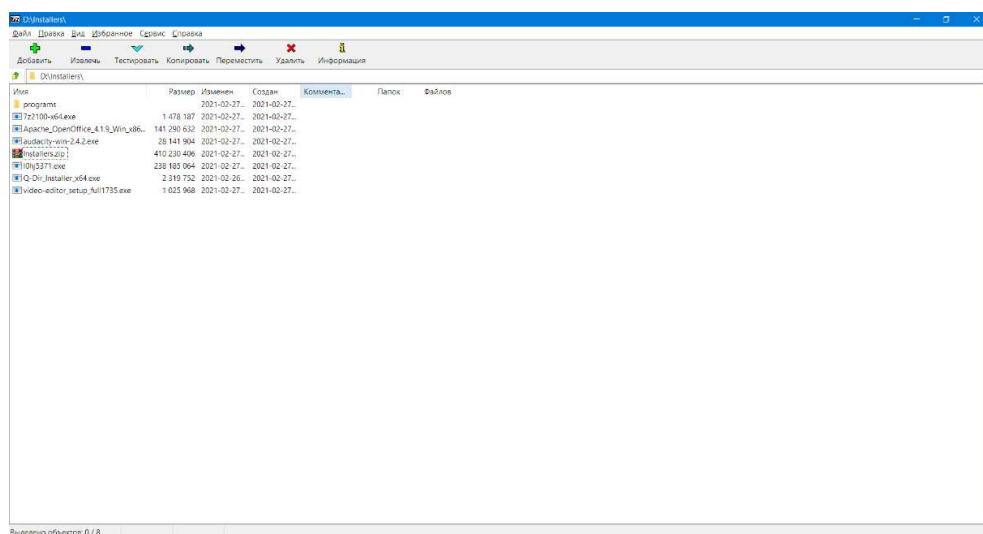 D:\Installers\
Файл Правка Вид Избранное Сервис Справка
Добавить Извлечь Тестировать Копировать Переместить Удалить Информация
D:\Installers\
Имя Размер Изменен Создан Коммента... Папок Файлов
programs 2021-02-27... 2021-02-27...
7z2100-x64.exe 1 478 187 2021-02-27... 2021-02-27...
Apache_OpenOffice_4.1.9_Win_x86... 141 290 632 2021-02-27... 2021-02-27...
audacity-win-2.4.2.exe 28 141 904 2021-02-27... 2021-02-27...
Installers.zip 410 230 406 2021-02-27... 2021-02-27...
l0hj5371.exe 238 185 064 2021-02-27... 2021-02-27...
Q-Dir_Installer_x64.exe 2 319 752 2021-02-26... 2021-02-27...
video-editor_setup_full1735.exe 1 025 968 2021-02-27... 2021-02-27...
Выделено объектов: 0 / 8